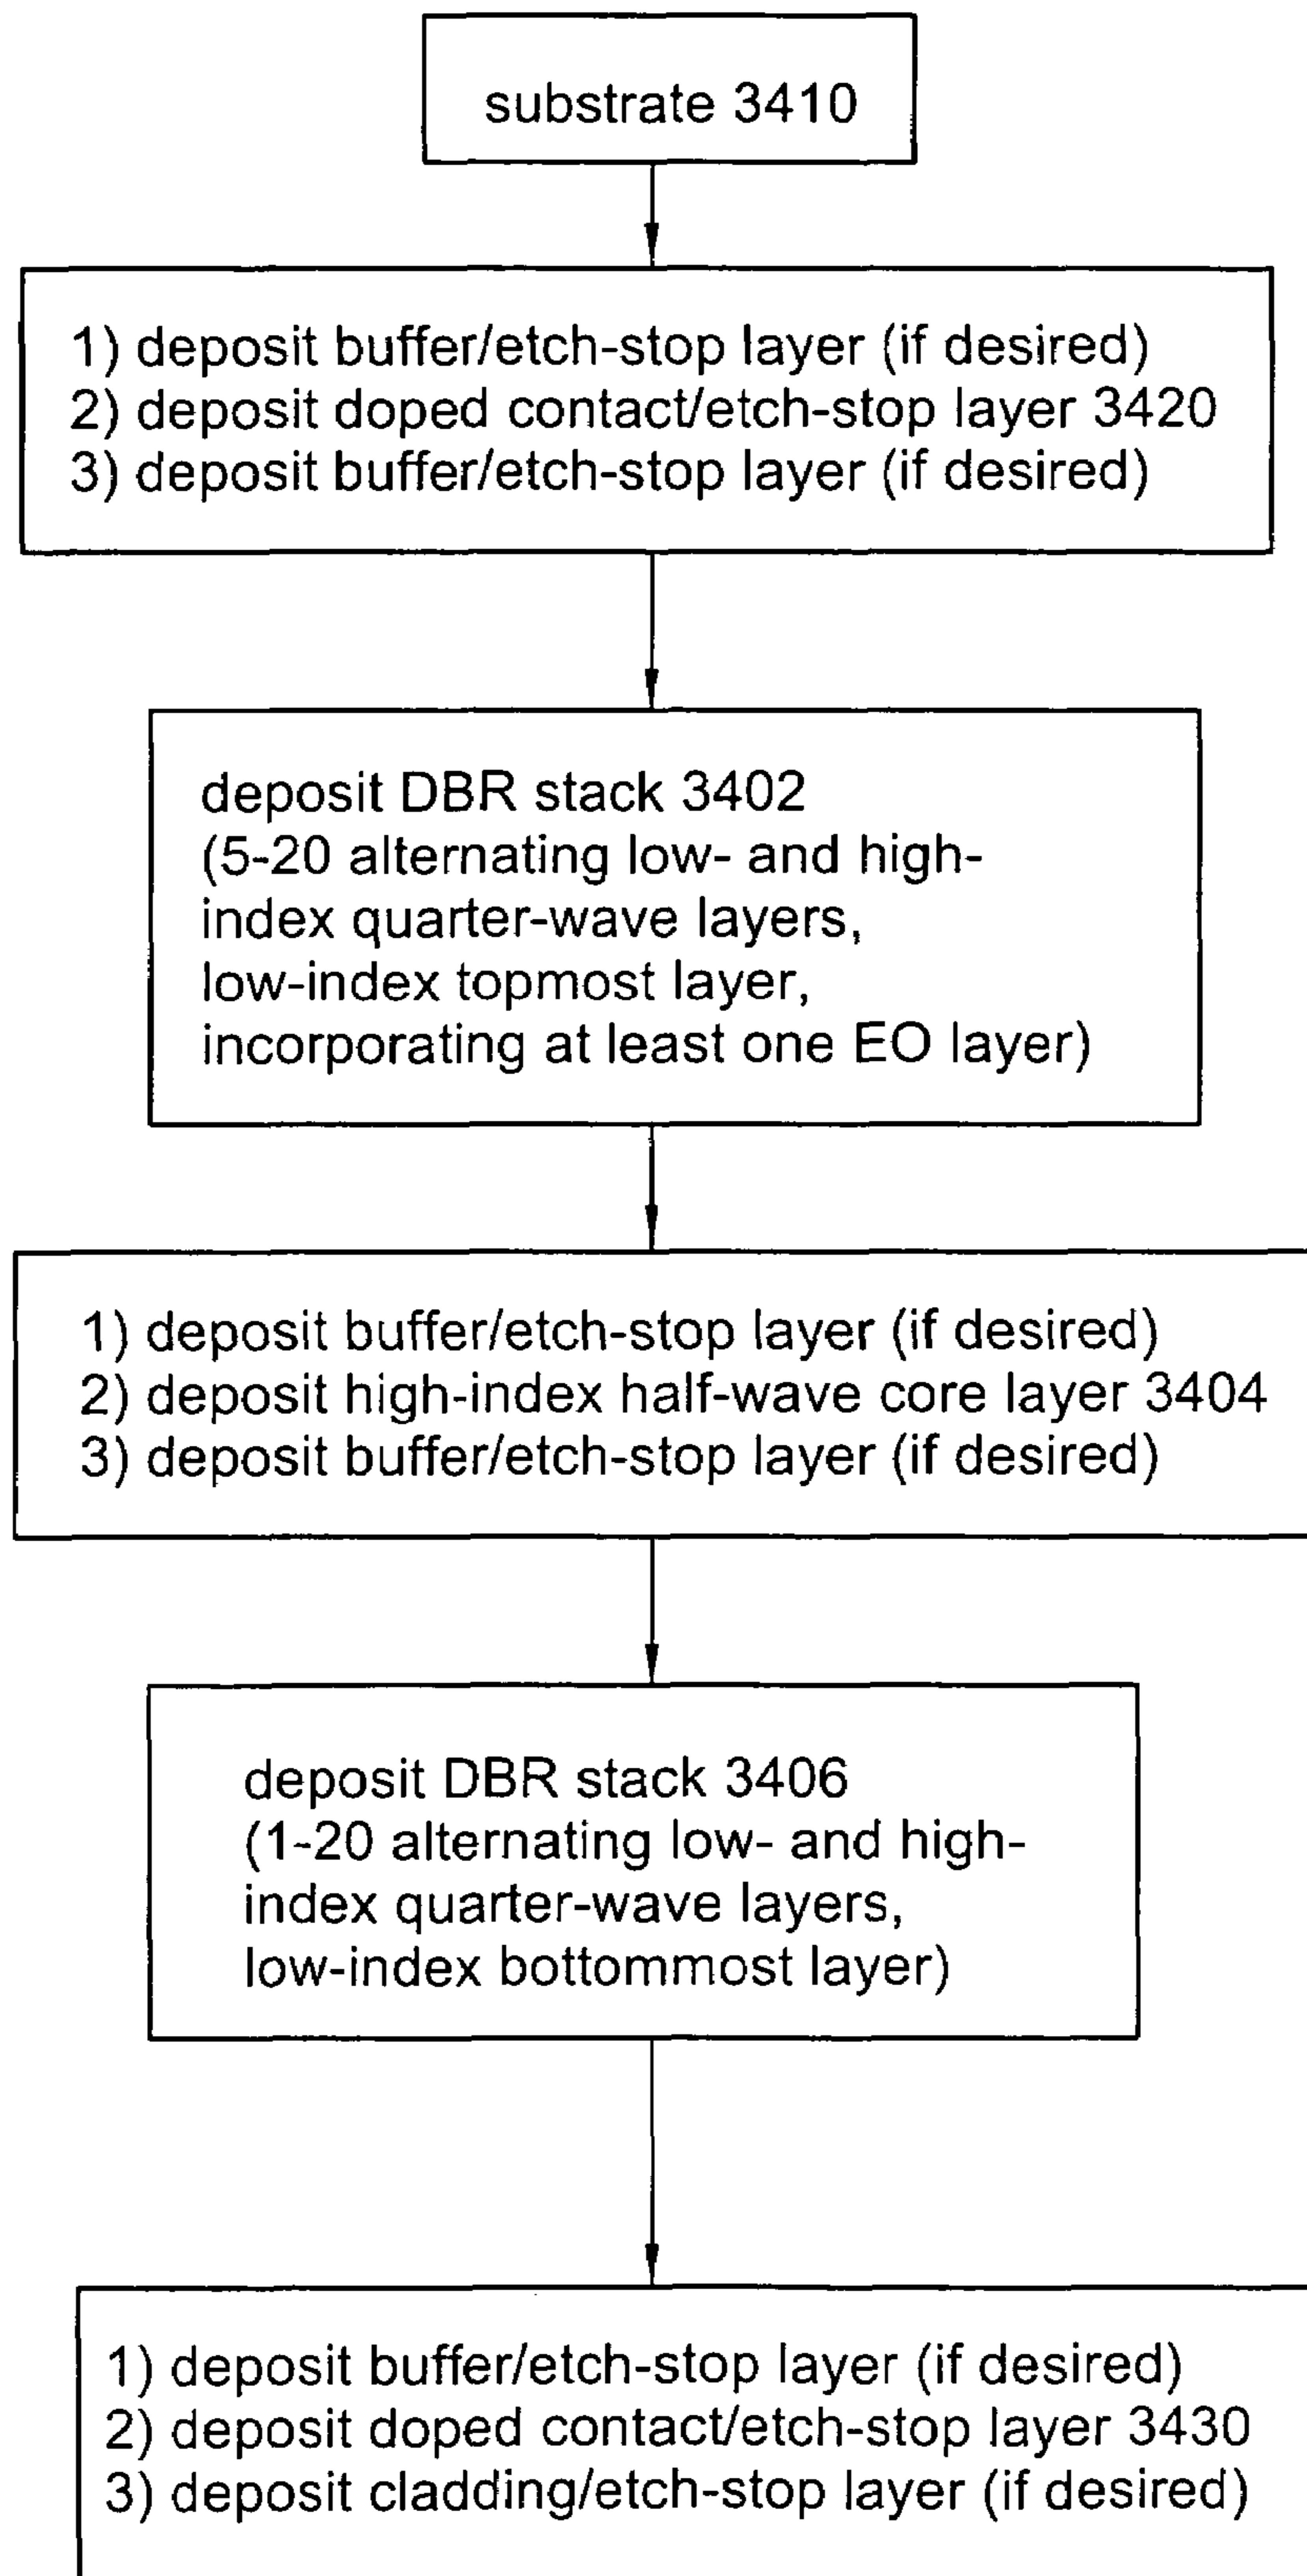 substrate 3410
1) deposit buffer/etch-stop layer (if desired)
2) deposit doped contact/etch-stop layer 3420
3) deposit buffer/etch-stop layer (if desired)
deposit DBR stack 3402
(5-20 alternating low- and high-
index quarter-wave layers,
low-index topmost layer,
incorporating at least one EO layer)
1) deposit buffer/etch-stop layer (if desired)
2) deposit high-index half-wave core layer 3404
3) deposit buffer/etch-stop layer (if desired)
deposit DBR stack 3406
(1-20 alternating low- and high-
index quarter-wave layers,
low-index bottommost layer)
1) deposit buffer/etch-stop layer (if desired)
2) deposit doped contact/etch-stop layer 3430
3) deposit cladding/etch-stop layer (if desired)